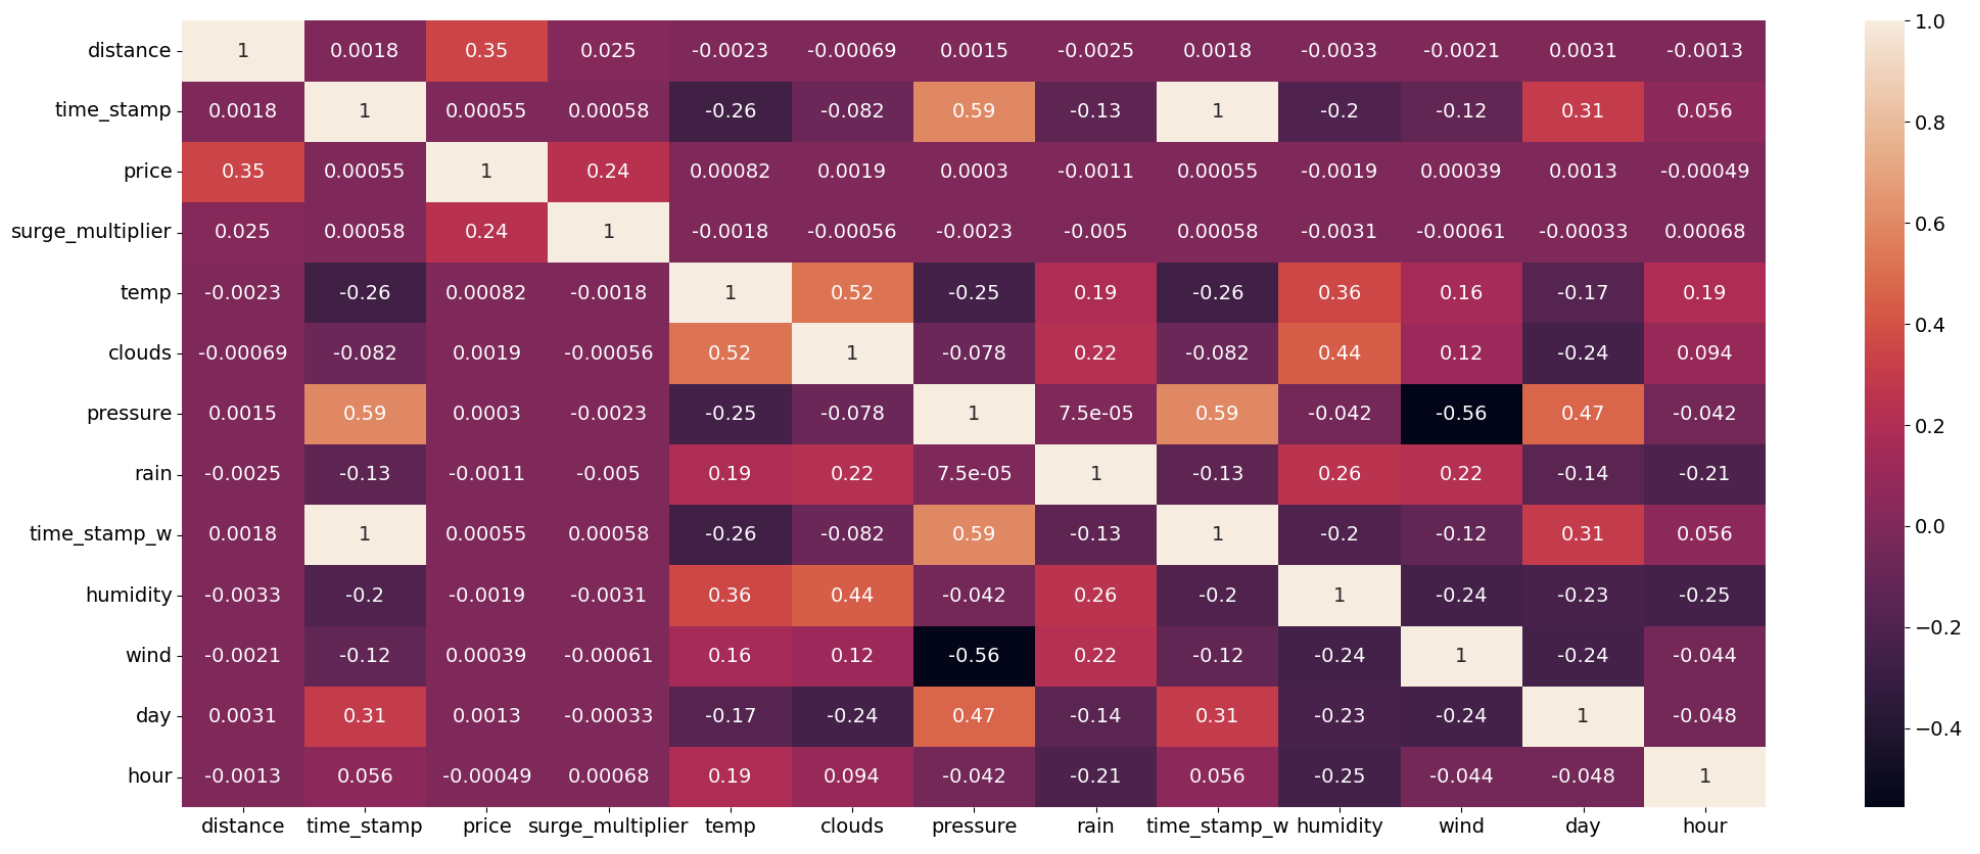 distance 1 0.0018 0.35 0.025 -0.0023 -0.00069 0.0015 -0.0025 0.0018 -0.0033 -0.0021 0.0031 -0.0013
time_stamp 0.0018 1 0.00055 0.00058 -0.26 -0.082 0.59 -0.13 1 -0.2 -0.12 0.31 0.056
price 0.35 0.00055 1 0.24 0.00082 0.0019 0.0003 -0.0011 0.00055 -0.0019 0.00039 0.0013 -0.00049
surge_multiplier 0.025 0.00058 0.24 1 -0.0018 -0.00056 -0.0023 -0.005 0.00058 -0.0031 -0.00061 -0.00033 0.00068
temp -0.0023 -0.26 0.00082 -0.0018 1 0.52 -0.25 0.19 -0.26 0.36 0.16 -0.17 0.19
clouds -0.00069 -0.082 0.0019 -0.00056 0.52 1 -0.078 0.22 -0.082 0.44 0.12 -0.24 0.094
pressure 0.0015 0.59 0.0003 -0.0023 -0.25 -0.078 1 7.5e-05 0.59 -0.042 -0.56 0.47 -0.042
rain -0.0025 -0.13 -0.0011 -0.005 0.19 0.22 7.5e-05 1 -0.13 0.26 0.22 -0.14 -0.21
time_stamp_w 0.0018 1 0.00055 0.00058 -0.26 -0.082 0.59 -0.13 1 -0.2 -0.12 0.31 0.056
humidity -0.0033 -0.2 -0.0019 -0.0031 0.36 0.44 -0.042 0.26 -0.2 1 -0.24 -0.23 -0.25
wind -0.0021 -0.12 0.00039 -0.00061 0.16 0.12 -0.56 0.22 -0.12 -0.24 1 -0.24 -0.044
day 0.0031 0.31 0.0013 -0.00033 -0.17 -0.24 0.47 -0.14 0.31 -0.23 -0.24 1 -0.048
hour -0.0013 0.056 -0.00049 0.00068 0.19 0.094 -0.042 -0.21 0.056 -0.25 -0.044 -0.048 1
distance time_stamp price surge_multiplier temp clouds pressure rain time_stamp_w humidity wind day hour
1.0
0.8
0.6
0.4
0.2
0.0
−0.2
−0.4